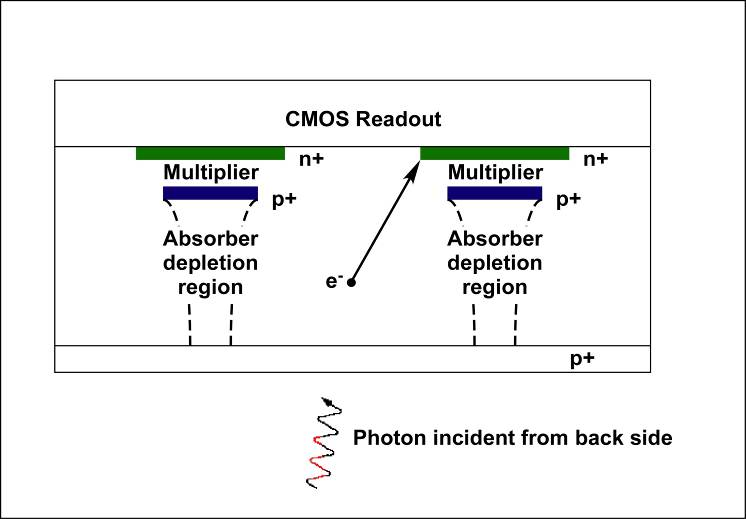 CMOS Readout
n+
Multiplier
p+
Absorber
depletion
region
e-
n+
Multiplier
p+
Absorber
depletion
region
p+
Photon incident from back side